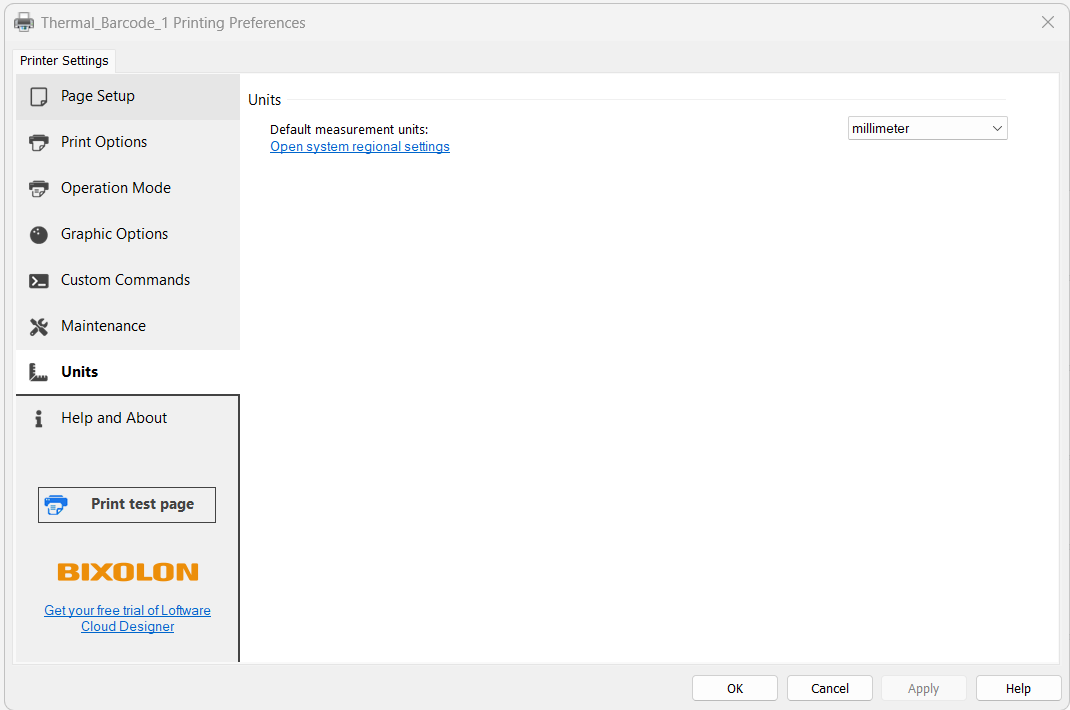 Thermal_Barcode_1 Printing Preferences
Printer Settings
Page Setup
Print Options
Operation Mode
Graphic Options
Custom Commands
Maintenance
Units
Help and About
Print test page
BIXOLON
Get your free trial of Loftware
Cloud Designer
Units
Default measurement units:
millimeter
Open system regional settings
OK
Cancel
Apply
Help